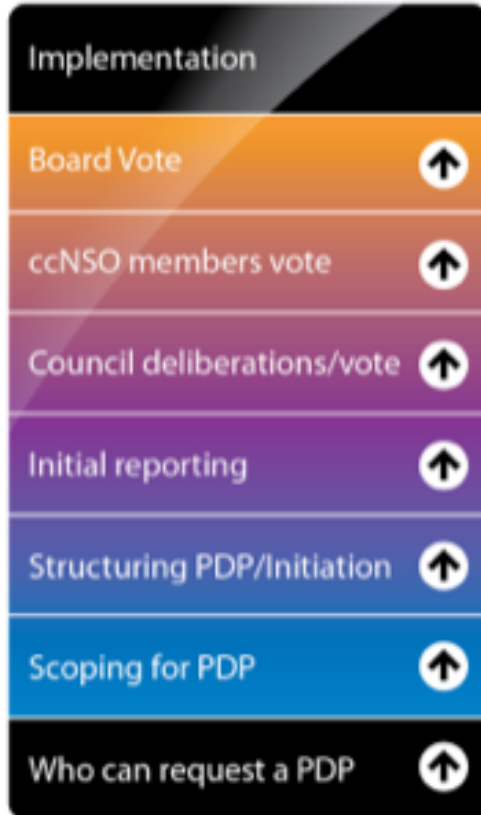 Implementation
Board Vote
ccNSO members vote
Council deliberations/vote
Initial reporting
Structuring PDP/Initiation
Scoping for PDP
Who can request a PDP